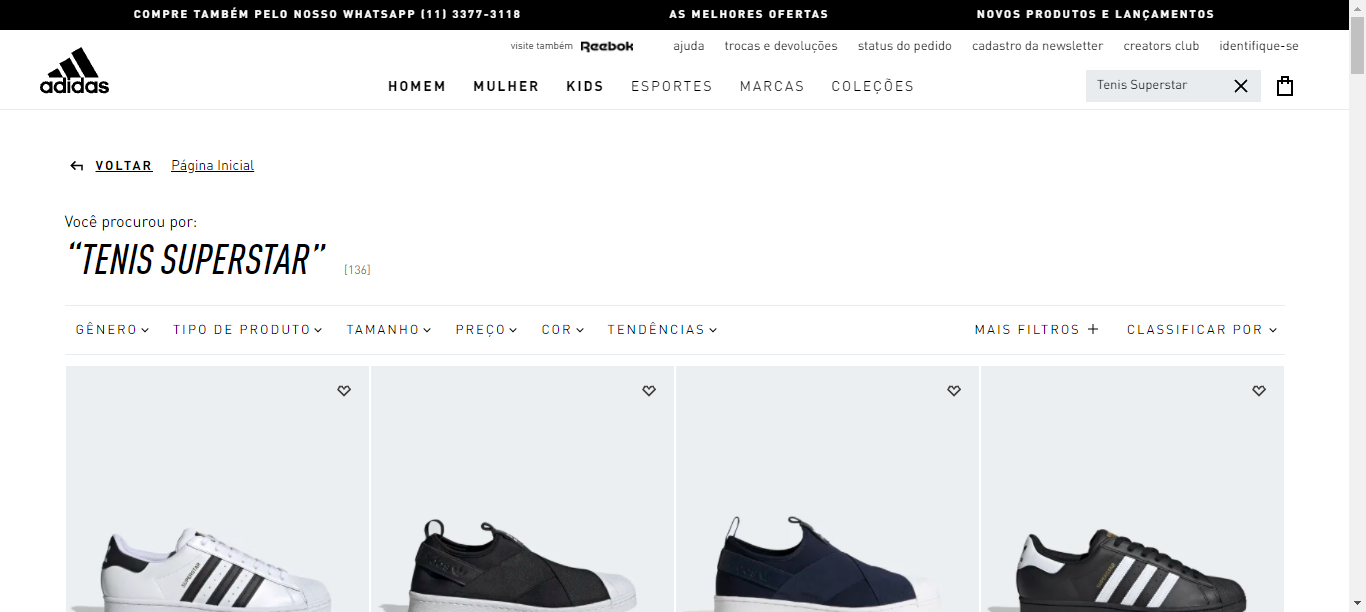 COMPRE TAMBÉM PELO NOSSO WHATSAPP (11) 3377-3118
AS MELHORES OFERTAS
NOVOS PRODUTOS E LANÇAMENTOS
visite também Reebok
ajuda
trocas e devoluções
status do pedido
cadastro da newsletter
creators club
identifique-se
adidas
HOMEM
MULHER
KIDS
ESPORTES
MARCAS
COLEÇÕES
Tenis Superstar
VOLTAR
Página Inicial
Você procurou por:
“TENIS SUPERSTAR”
[136]
GÊNERO
TIPO DE PRODUTO
TAMANHO
PREÇO
COR
TENDÊNCIAS
MAIS FILTROS
CLASSIFICAR POR
SUPERSTAR
SUPERSTAR